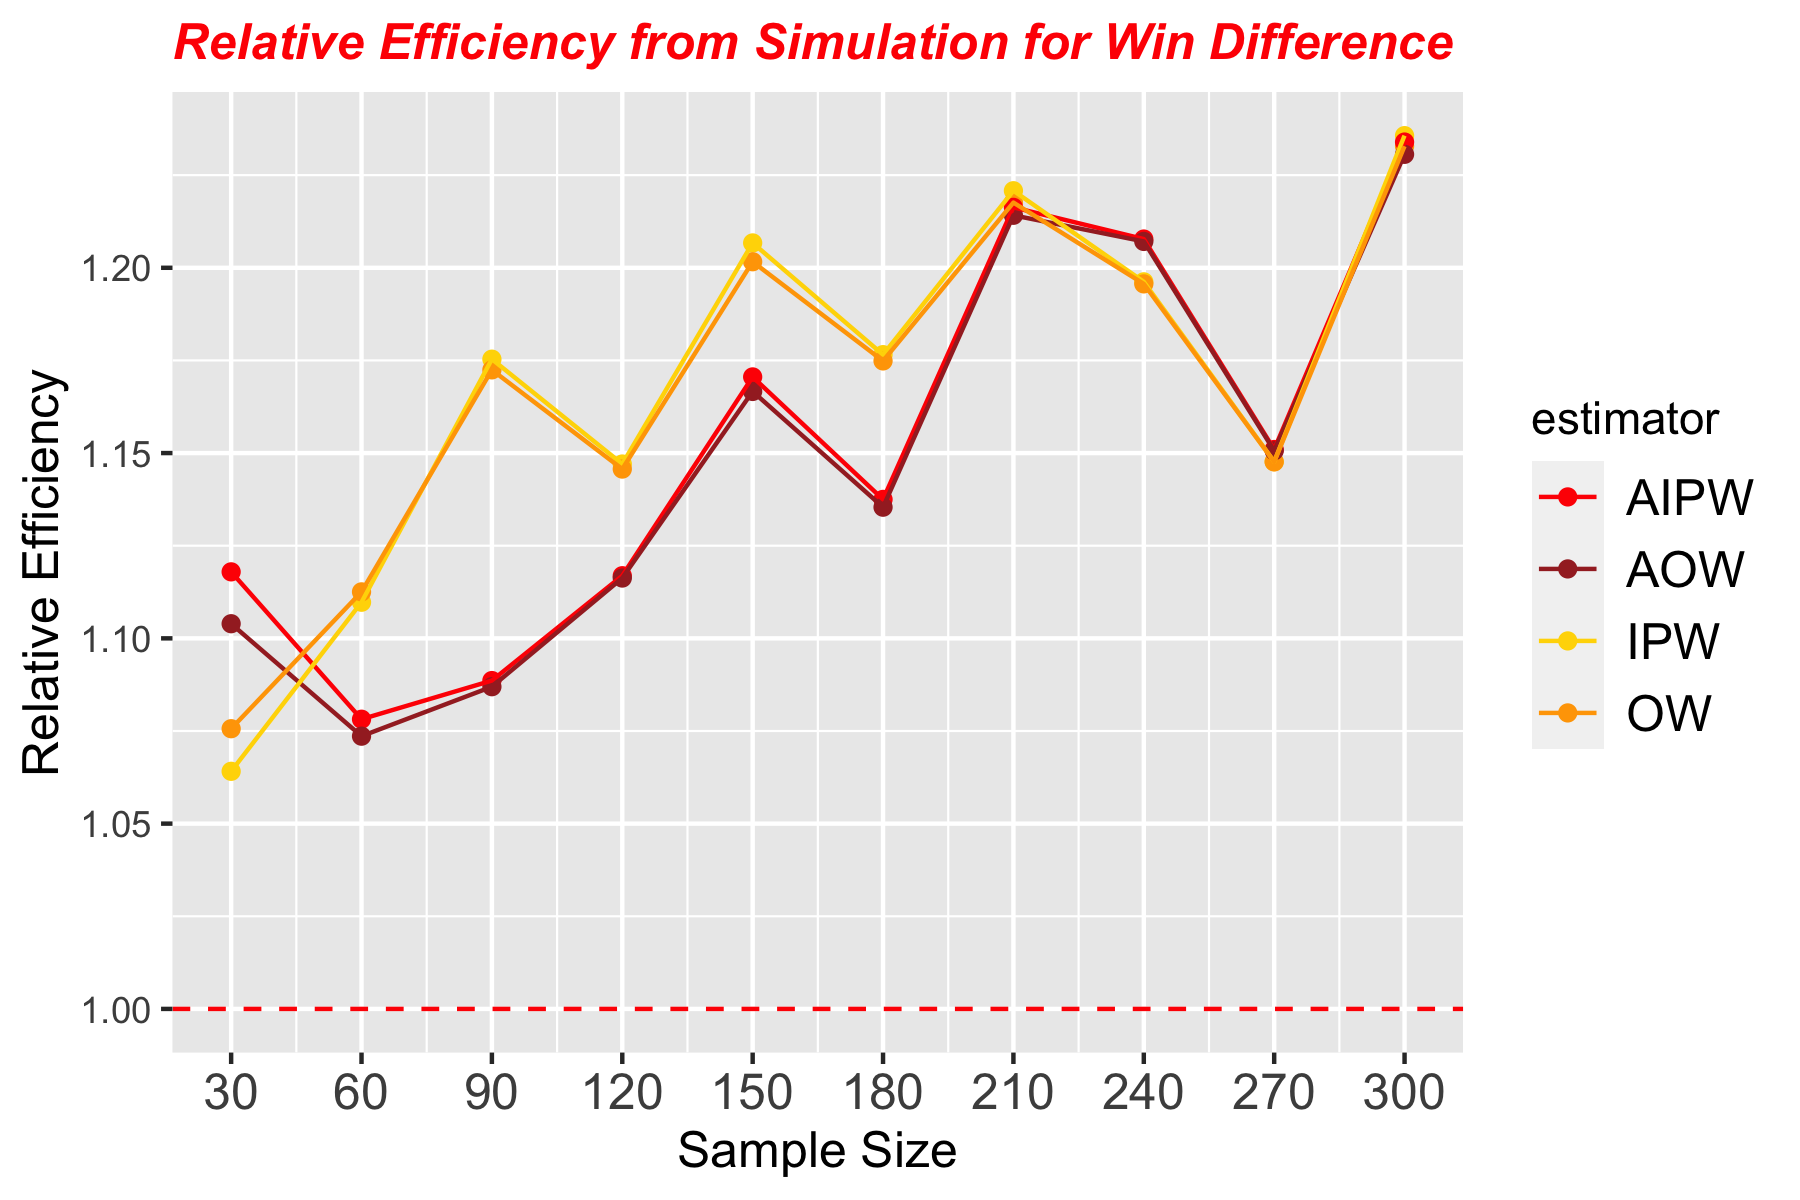 Relative Efficiency from Simulation for Win Difference
Relative Efficiency
1.20
1.15
1.10
1.05
1.00
30 60 90 120 150 180 210 240 270 300
Sample Size
estimator
AIPW
AOW
IPW
OW